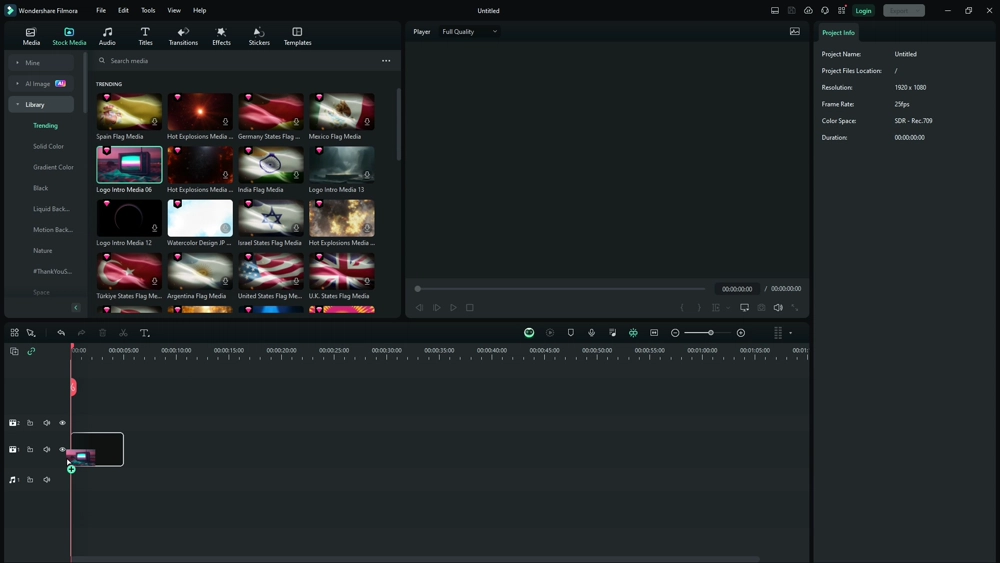 Wondershare Filmora File Edit Tools View Help Untitled Login Export
Media Stock Media Audio Titles Transitions Effects Stickers Templates
Player Full Quality
Project Info
Mine
Search media
AI Image AI
TRENDING
Library
Trending
Solid Color
Gradient Color
Black
Liquid Back...
Motion Back...
Nature
#ThankYouS...
Space
Spain Flag Media Hot Explosions Media ... Germany States Flag ... Mexico Flag Media
Logo Intro Media 06 Hot Explosions Media ... India Flag Media Logo Intro Media 13
Logo Intro Media 12 Watercolor Design JP ... Israel States Flag Media Hot Explosions Media ...
Türkiye States Flag Me... Argentina Flag Media United States Flag Me... U.K. States Flag Media
00:00:00:00 / 00:00:00:00
Project Name: Untitled
Project Files Location: /
Resolution: 1920 x 1080
Frame Rate: 25fps
Color Space: SDR - Rec.709
Duration: 00:00:00:00
:00:00 00:00:05:00 00:00:10:00 00:00:15:00 00:00:20:00 00:00:25:00 00:00:30:00 00:00:35:00 00:00:40:00 00:00:45:00 00:00:50:00 00:00:55:00 00:01:00:00 00:01:05:00 00:01:
2
1
1